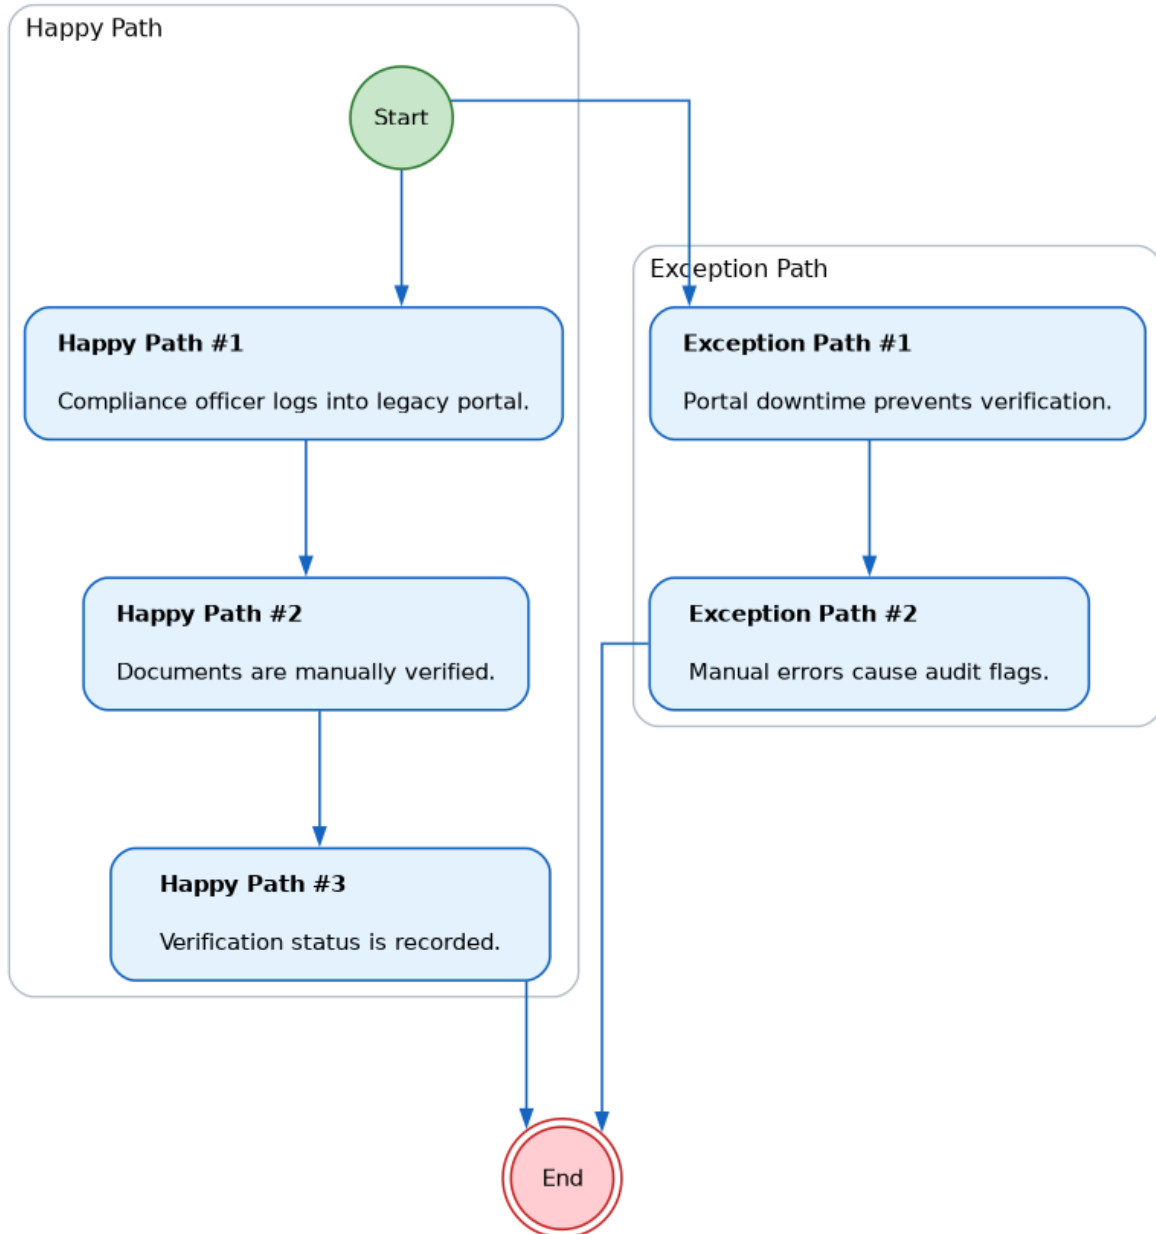 Happy Path
Start
Exception Path
Happy Path #1
Compliance officer logs into legacy portal.
Exception Path #1
Portal downtime prevents verification.
Happy Path #2
Documents are manually verified.
Exception Path #2
Manual errors cause audit flags.
Happy Path #3
Verification status is recorded.
End